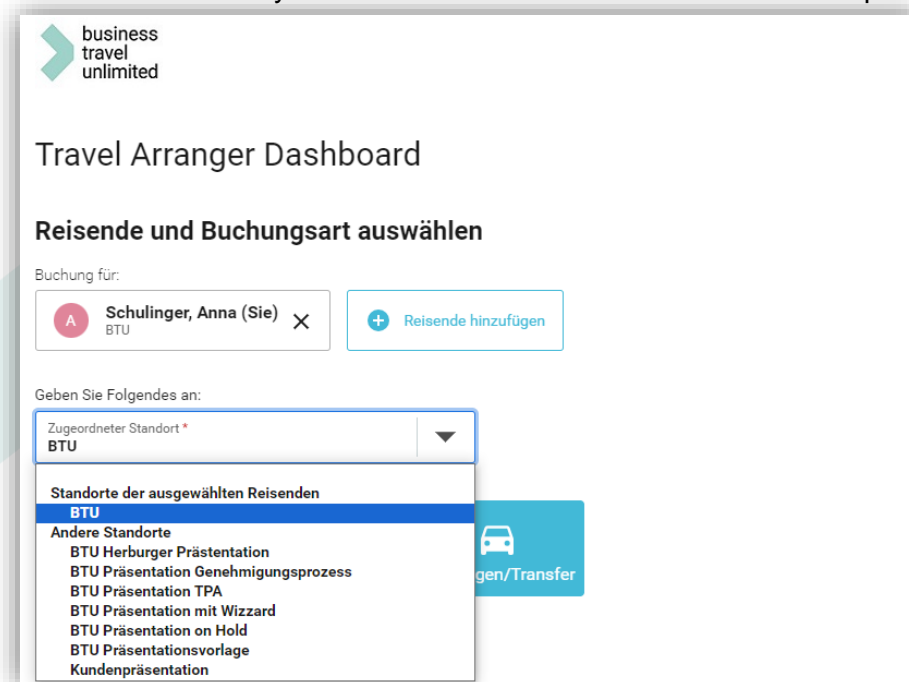 business
travel
unlimited
Travel Arranger Dashboard
Reisende und Buchungsart auswählen
Buchung für:
A
Schulinger, Anna (Sie)
BTU
Reisende hinzufügen
Geben Sie Folgendes an:
Zugeordneter Standort *
BTU
Standorte der ausgewählten Reisenden
BTU
Andere Standorte
BTU Herburger Prästentation
BTU Präsentation Genehmigungsprozess
gen/Transfer
BTU Präsentation TPA
BTU Präsentation mit Wizzard
BTU Präsentation on Hold
BTU Präsentationsvorlage
Kundenpräsentation